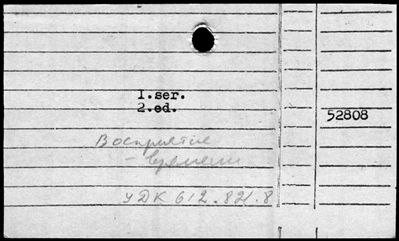 1.ser.
2.ed.
52808
Восприятие
- времени
УДК 612.821.8